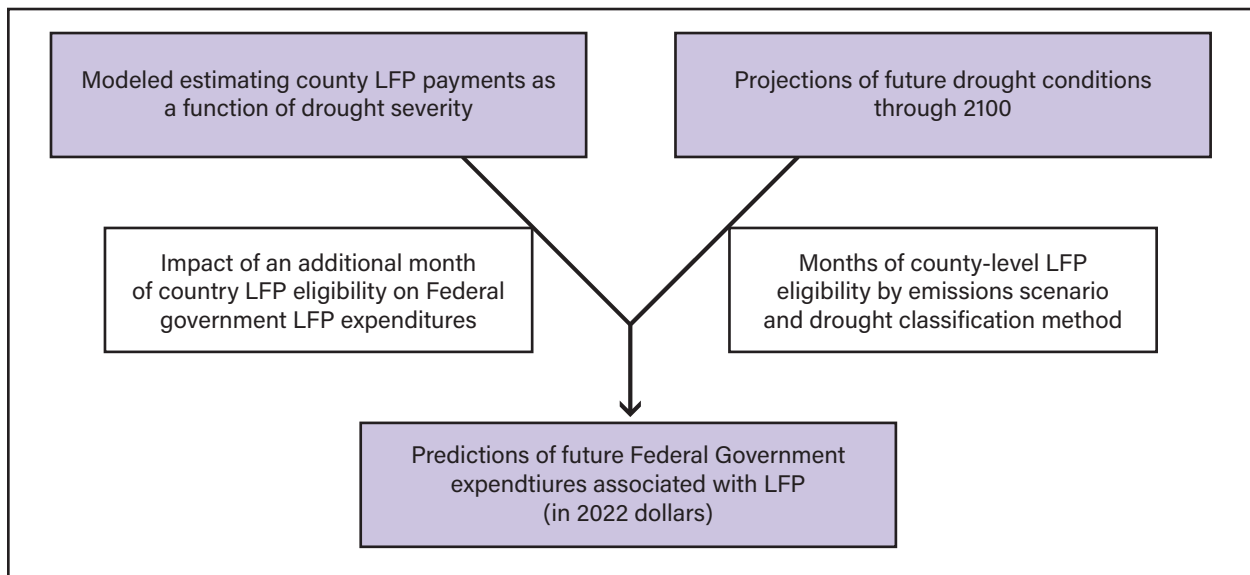 Modeled estimating county LFP payments as
a function of drought severity
Projections of future drought conditions
through 2100
Impact of an additional month
of country LFP eligibility on Federal
government LFP expenditures
Months of county-level LFP
eligibility by emissions scenario
and drought classification method
Predictions of future Federal Government
expendtiures associated with LFP
(in 2022 dollars)